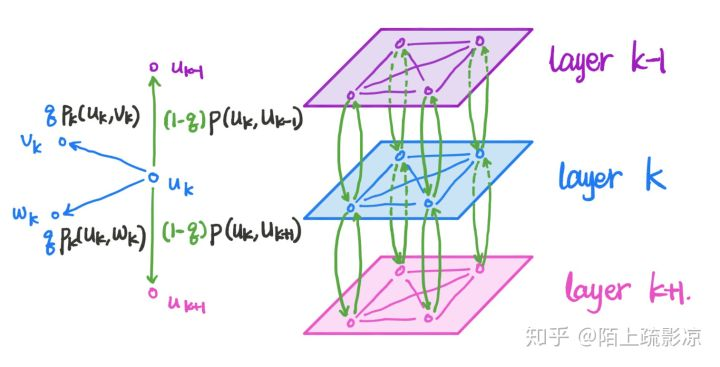 u_{k-1}
q p_k(u_k,v_k)
(1-q)p(u_k,u_{k-1})
v_k
u_k
w_k
q p_k(u_k,w_k)
(1-q)p(u_k,u_{k+1})
u_{k+1}
layer k-1
layer k
layer k+1.
知乎 @陌上疏影凉